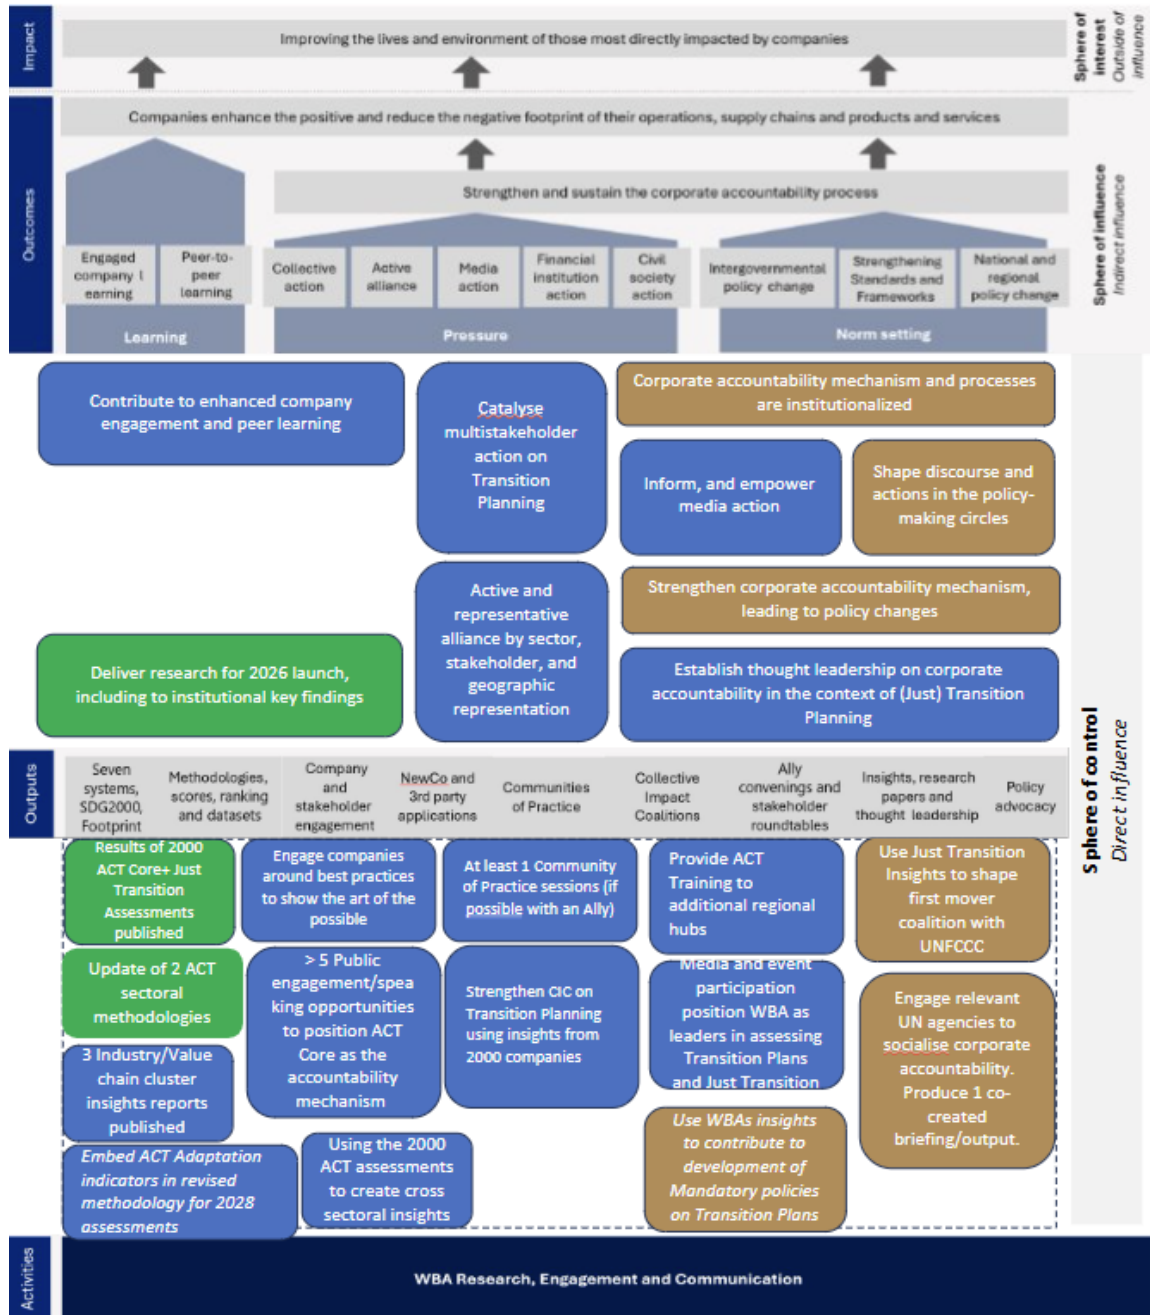 Impact
Improving the lives and environment of those most directly impacted by companies
Sphere of
interest
Outside of
influence
Outcomes
Companies enhance the positive and reduce the negative footprint of their operations, supply chains and products and services
Strengthen and sustain the corporate accountability process
Engaged
company l
earning
Peer-to-
peer
learning
Learning
Collective
action
Active
alliance
Media
action
Financial
institution
action
Civil
society
action
Pressure
Intergovernmental
policy change
Strengthening
Standards and
Frameworks
National and
regional
policy change
Norm setting
Sphere of influence
Indirect influence
Contribute to enhanced company
engagement and peer learning
Catalyse
multistakeholder
action on
Transition
Planning
Corporate accountability mechanism and processes
are institutionalized
Inform, and empower
media action
Shape discourse and
actions in the policy-
making circles
Active and
representative
alliance by sector,
stakeholder, and
geographic
representation
Strengthen corporate accountability mechanism,
leading to policy changes
Deliver research for 2026 launch,
including to institutional key findings
Establish thought leadership on corporate
accountability in the context of (Just) Transition
Planning
Sphere of control
Direct influence
Outputs
Seven
systems,
SDG2000,
Footprint
Methodologies,
scores, ranking
and datasets
Company
and
stakeholder
engagement
NewCo and
3rd party
applications
Communities
of Practice
Collective
Impact
Coalitions
Ally
convenings and
stakeholder
roundtables
Insights, research
papers and
thought leadership
Policy
advocacy
Results of 2000
ACT Core+ Just
Transition
Assessments
published
Engage companies
around best practices
to show the art of the
possible
At least 1 Community
of Practice sessions (if
possible with an Ally)
Provide ACT
Training to
additional regional
hubs
Use Just Transition
Insights to shape
first mover
coalition with
UNFCCC
Update of 2 ACT
sectoral
methodologies
> 5 Public
engagement/spea
king opportunities
to position ACT
Core as the
accountability
mechanism
Strengthen CIC on
Transition Planning
using insights from
2000 companies
Media and event
participation
position WBA as
leaders in assessing
Transition Plans
and Just Transition
Engage relevant
UN agencies to
socialise corporate
accountability.
Produce 1 co-
created
briefing/output.
3 Industry/Value
chain cluster
insights reports
published
Embed ACT Adaptation
indicators in revised
methodology for 2028
assessments
Using the 2000
ACT assessments
to create cross
sectoral insights
Use WBAs insights
to contribute to
development of
Mandatory policies
on Transition Plans
Activities
WBA Research, Engagement and Communication